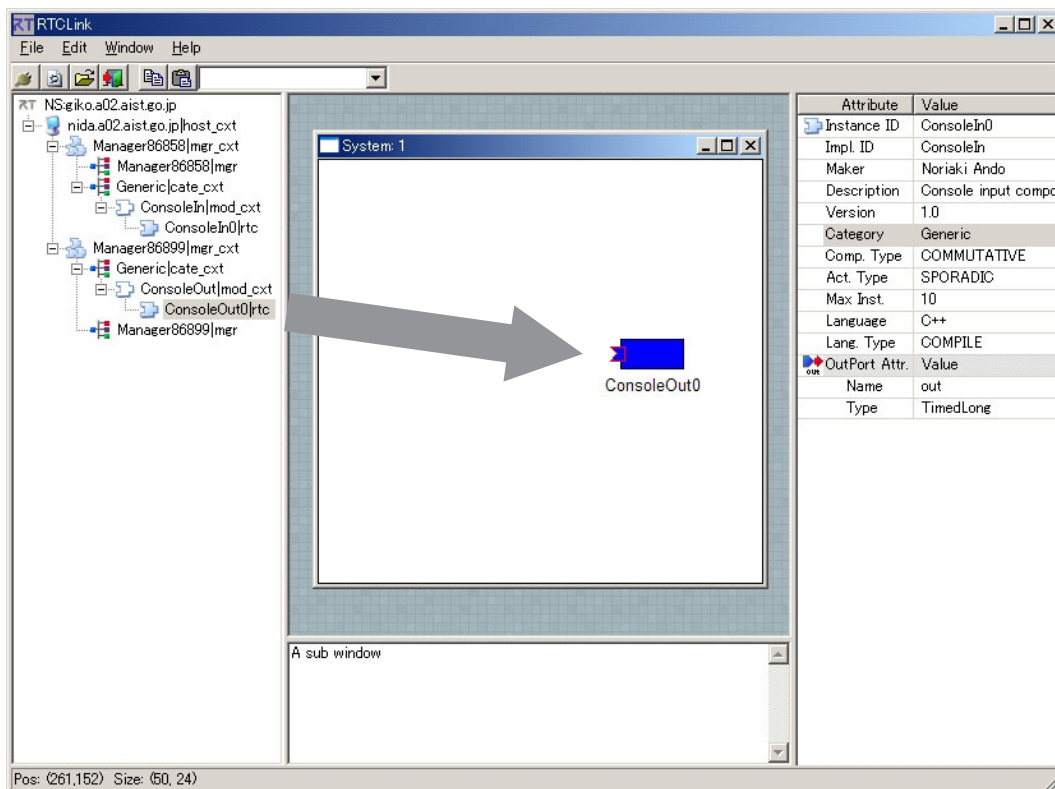 RTCLink
File Edit Window Help
NS:giko.a02.aist.go.jp
nida.a02.aist.go.jp|host_cxt
Manager86858|mgr_cxt
Manager86858|mgr
Generic|cate_cxt
ConsoleIn|mod_cxt
ConsoleIn0|rtc
Manager86899|mgr_cxt
Generic|cate_cxt
ConsoleOut|mod_cxt
ConsoleOut0|rtc
Manager86899|mgr
System: 1
ConsoleOut0
A sub window
Attribute Value
Instance ID ConsoleIn0
Impl. ID ConsoleIn
Maker Noriaki Ando
Description Console input compo
Version 1.0
Category Generic
Comp. Type COMMUTATIVE
Act. Type SPORADIC
Max Inst. 10
Language C++
Lang. Type COMPILE
OutPort Attr. Value
Name out
Type TimedLong
Pos: (261,152) Size: (50, 24)